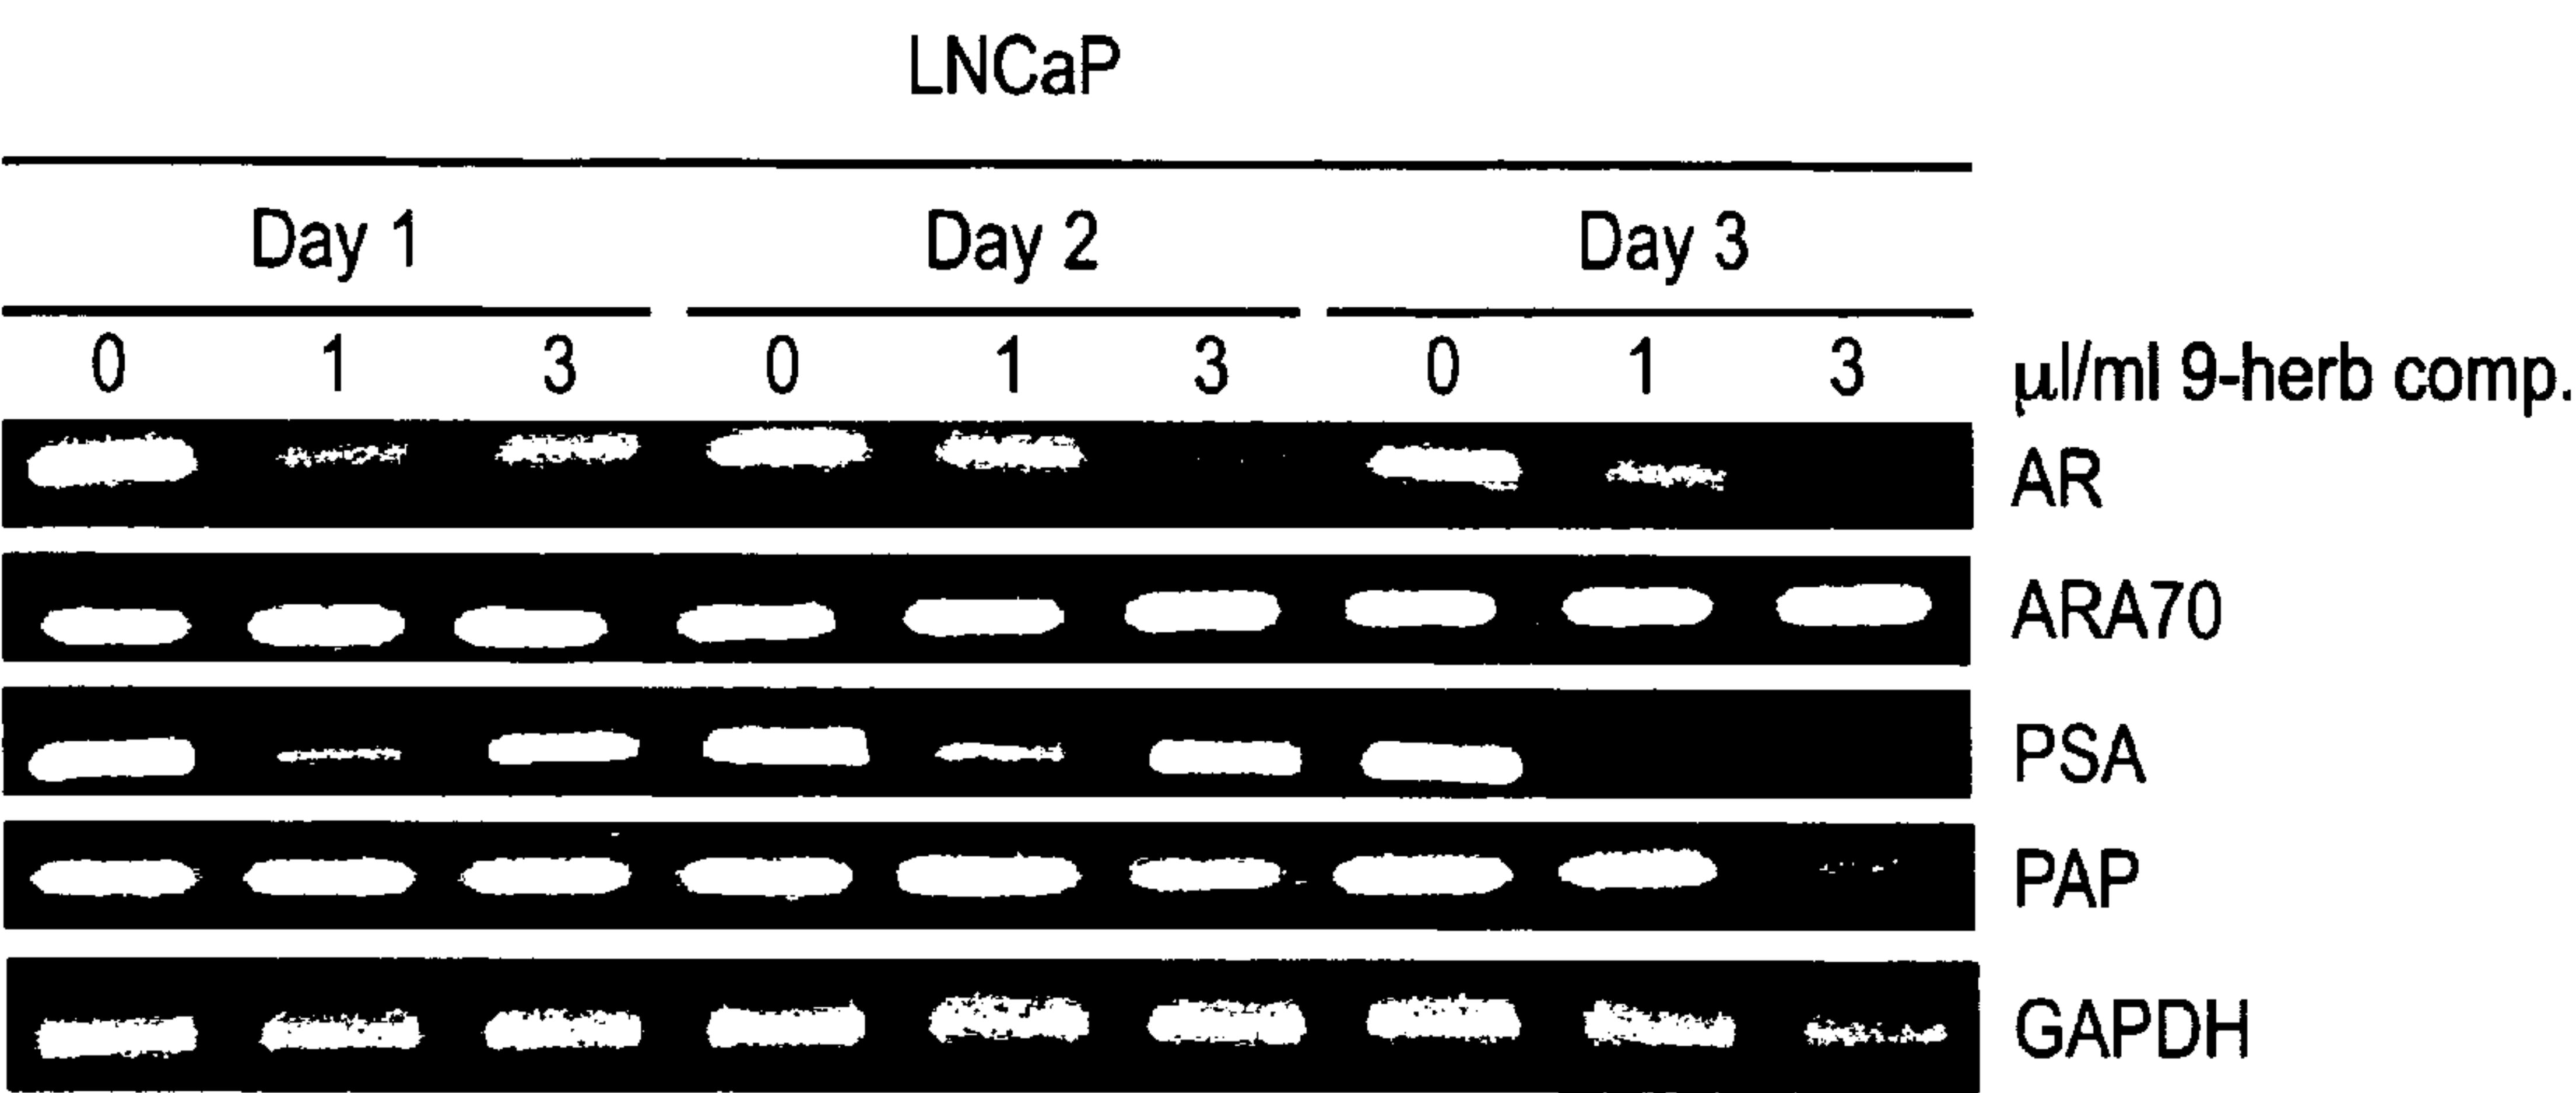 LNCaP
Day 1 Day 2 Day 3
0 1 3 0 1 3 0 1 3 μl/ml 9-herb comp.
AR
ARA70
PSA
PAP
GAPDH